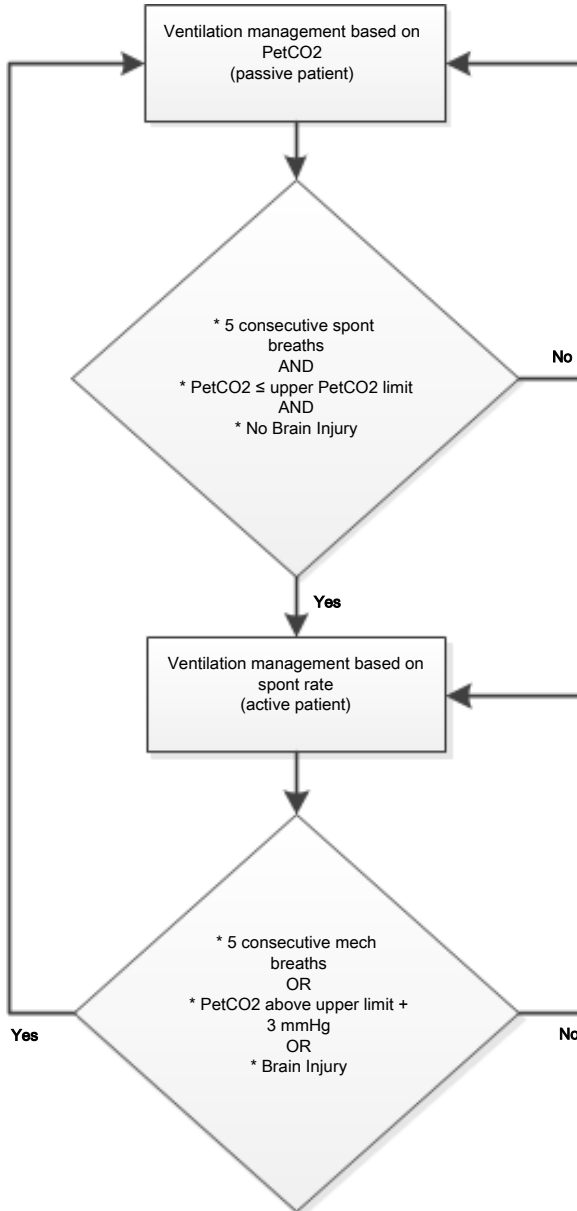 Ventilation management based on
PetCO2
(passive patient)
* 5 consecutive spont
breaths
AND
* PetCO2 ≤ upper PetCO2 limit
AND
* No Brain Injury
No
Yes
Ventilation management based on
spont rate
(active patient)
* 5 consecutive mech
breaths
OR
* PetCO2 above upper limit +
3 mmHg
OR
* Brain Injury
Yes
No